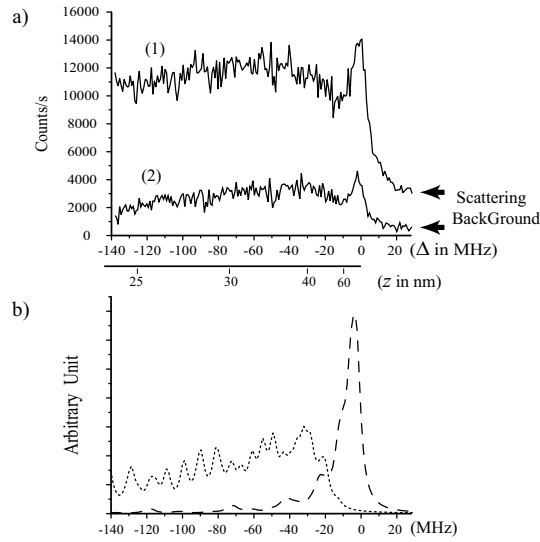 a)
16000
14000
12000
10000
8000
6000
4000
2000
0
Counts/s
(1)
(2)
Scattering
BackGround
-140 -120 -100 -80 -60 -40 -20 0 20 (Δ in MHz)
25 30 40 60 (z in nm)
b)
Arbitrary Unit
-140 -120 -100 -80 -60 -40 -20 0 20 (MHz)